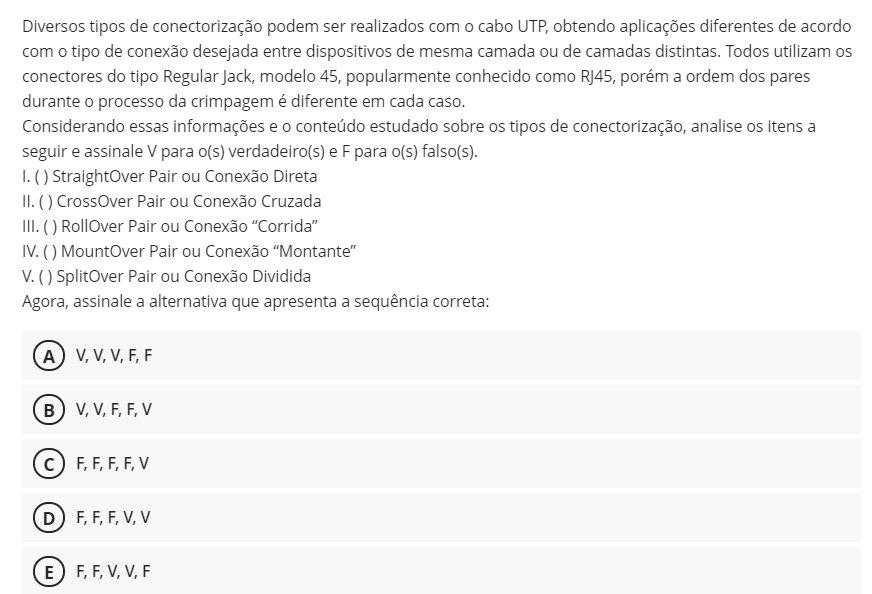 Diversos tipos de conectorização podem ser realizados com o cabo UTP, obtendo aplicações diferentes de acordo
com o tipo de conexão desejada entre dispositivos de mesma camada ou de camadas distintas. Todos utilizam os
conectores do tipo Regular Jack, modelo 45, popularmente conhecido como RJ45, porém a ordem dos pares
durante o processo da crimpagem é diferente em cada caso.
Considerando essas informações e o conteúdo estudado sobre os tipos de conectorização, analise os itens a
seguir e assinale V para o(s) verdadeiro(s) e F para o(s) falso(s).
I. ( ) StraightOver Pair ou Conexão Direta
II. ( ) CrossOver Pair ou Conexão Cruzada
III. ( ) RollOver Pair ou Conexão “Corrida”
IV. ( ) MountOver Pair ou Conexão “Montante”
V. ( ) SplitOver Pair ou Conexão Dividida
Agora, assinale a alternativa que apresenta a sequência correta:
A V, V, V, F, F
B V, V, F, F, V
C F, F, F, F, V
D F, F, F, V, V
E F, F, V, V, F